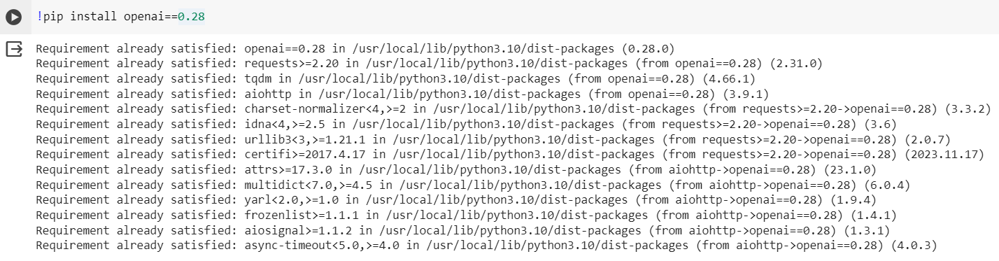 !pip install openai==0.28
Requirement already satisfied: openai==0.28 in /usr/local/lib/python3.10/dist-packages (0.28.0)
Requirement already satisfied: requests>=2.20 in /usr/local/lib/python3.10/dist-packages (from openai==0.28) (2.31.0)
Requirement already satisfied: tqdm in /usr/local/lib/python3.10/dist-packages (from openai==0.28) (4.66.1)
Requirement already satisfied: aiohttp in /usr/local/lib/python3.10/dist-packages (from openai==0.28) (3.9.1)
Requirement already satisfied: charset-normalizer<4,>=2 in /usr/local/lib/python3.10/dist-packages (from requests>=2.20->openai==0.28) (3.3.2)
Requirement already satisfied: idna<4,>=2.5 in /usr/local/lib/python3.10/dist-packages (from requests>=2.20->openai==0.28) (3.6)
Requirement already satisfied: urllib3<3,>=1.21.1 in /usr/local/lib/python3.10/dist-packages (from requests>=2.20->openai==0.28) (2.0.7)
Requirement already satisfied: certifi>=2017.4.17 in /usr/local/lib/python3.10/dist-packages (from requests>=2.20->openai==0.28) (2023.11.17)
Requirement already satisfied: attrs>=17.3.0 in /usr/local/lib/python3.10/dist-packages (from aiohttp->openai==0.28) (23.1.0)
Requirement already satisfied: multidict<7.0,>=4.5 in /usr/local/lib/python3.10/dist-packages (from aiohttp->openai==0.28) (6.0.4)
Requirement already satisfied: yarl<2.0,>=1.0 in /usr/local/lib/python3.10/dist-packages (from aiohttp->openai==0.28) (1.9.4)
Requirement already satisfied: frozenlist>=1.1.1 in /usr/local/lib/python3.10/dist-packages (from aiohttp->openai==0.28) (1.4.1)
Requirement already satisfied: aiosignal>=1.1.2 in /usr/local/lib/python3.10/dist-packages (from aiohttp->openai==0.28) (1.3.1)
Requirement already satisfied: async-timeout<5.0,>=4.0 in /usr/local/lib/python3.10/dist-packages (from aiohttp->openai==0.28) (4.0.3)